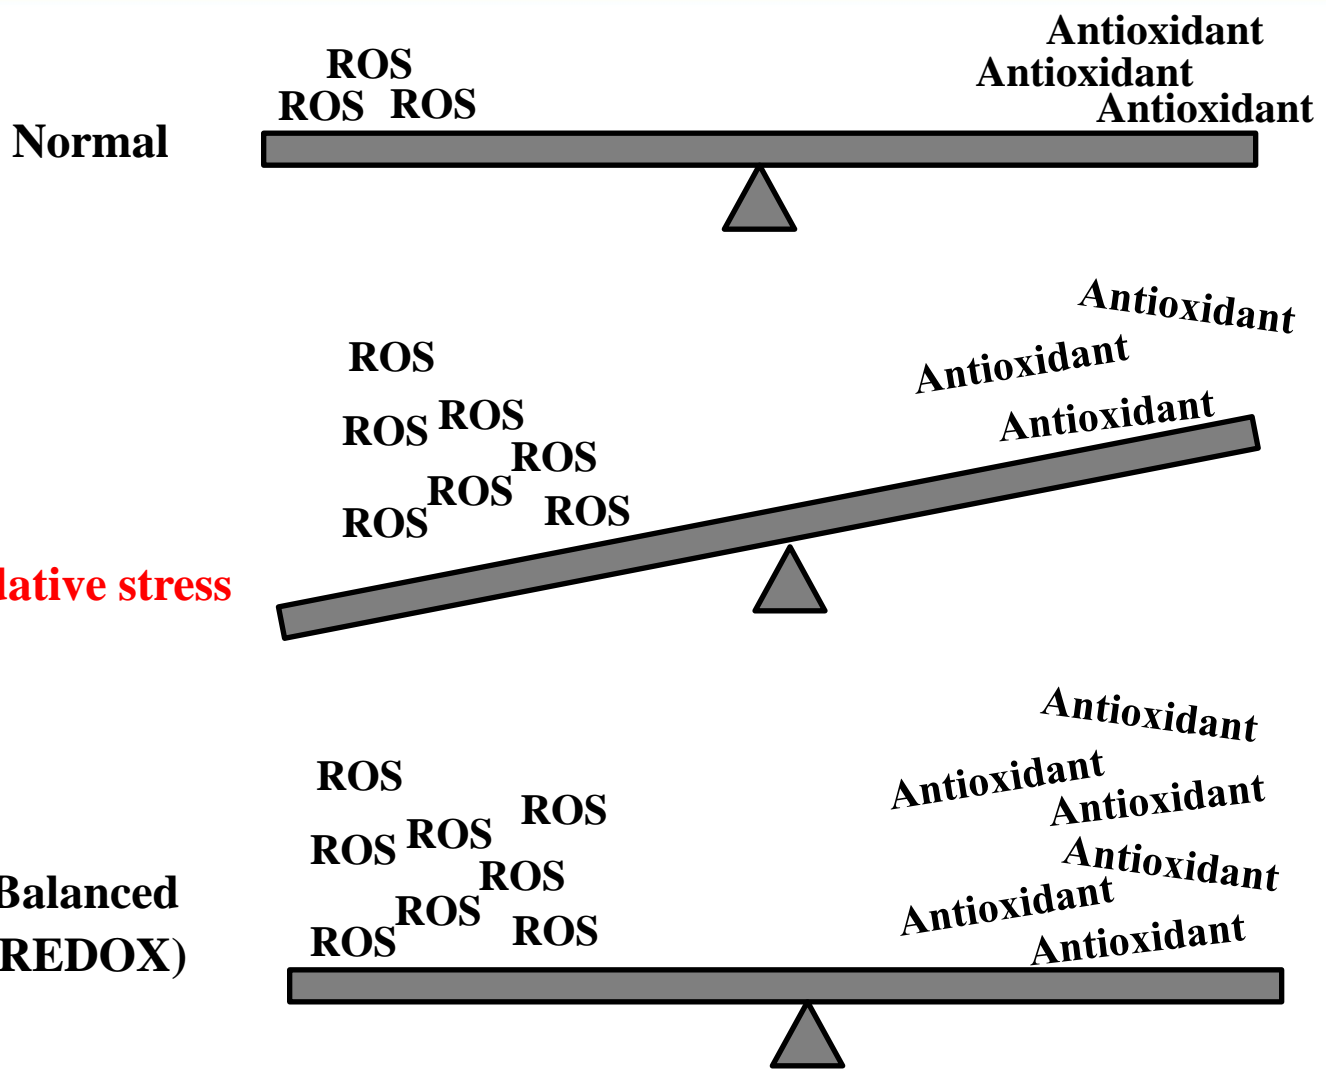 Antioxidant
ROS Antioxidant
ROS ROS Antioxidant
Normal
Antioxidant
ROS Antioxidant
ROS ROS Antioxidant
ROS
ROS
ROS ROS
dative stress
Antioxidant
ROS Antioxidant
ROS Antioxidant
ROS ROS Antioxidant
ROS
Balanced Antioxidant
ROS
ROS ROS Antioxidant
REDOX)